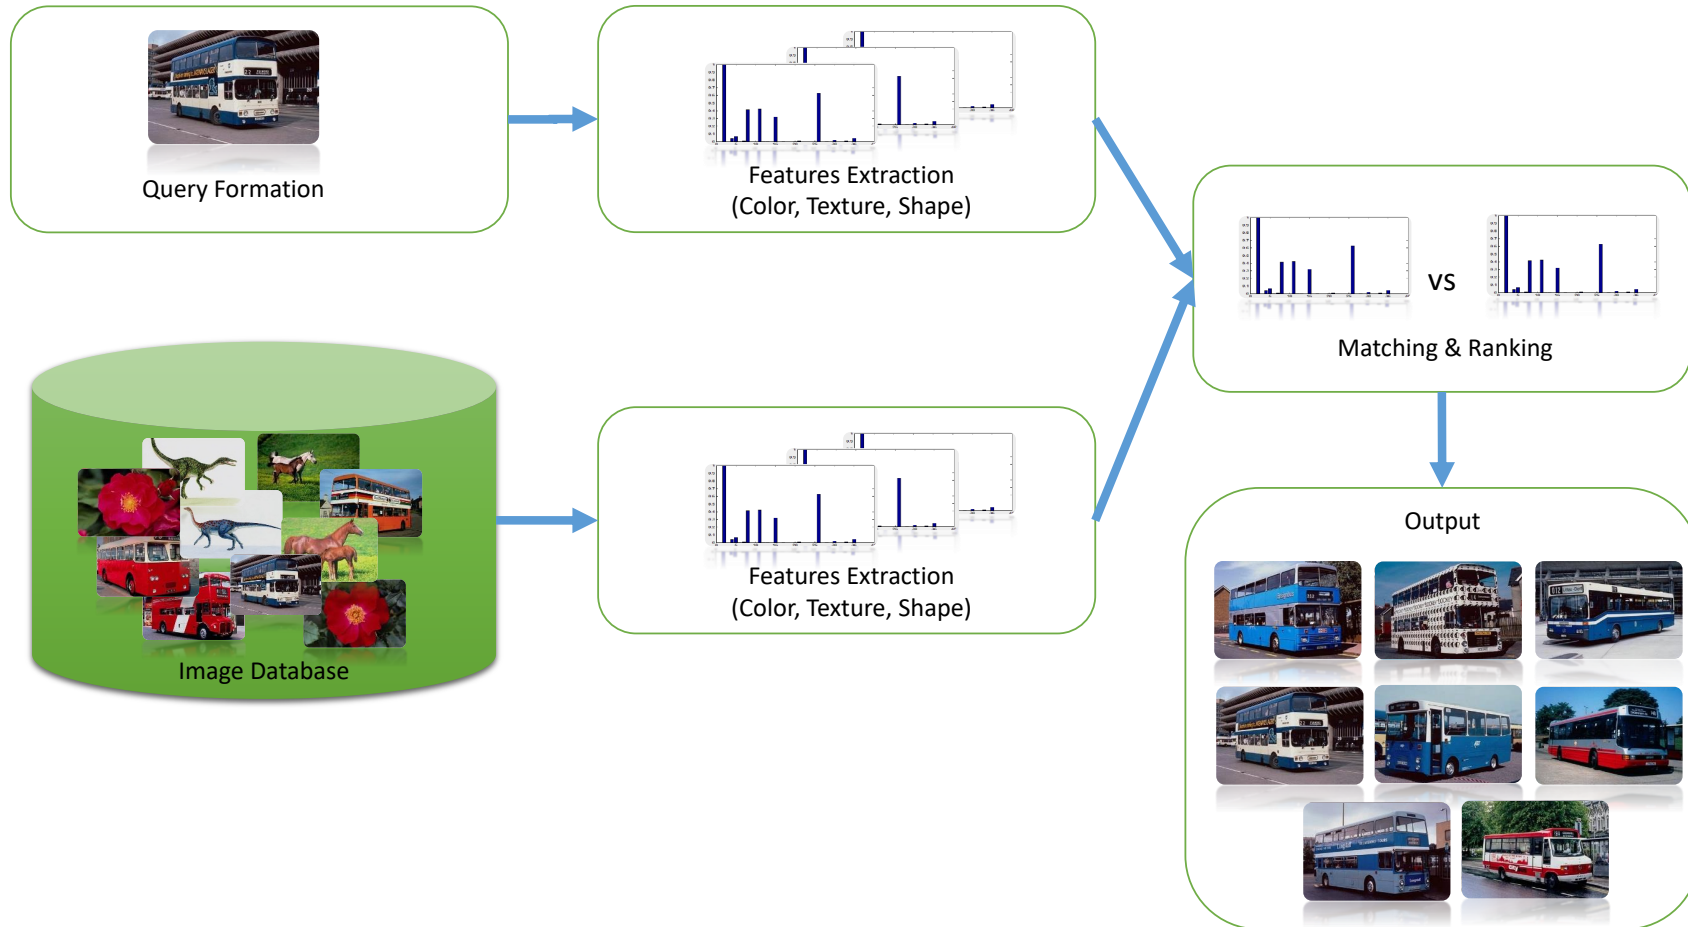 Query Formation
Features Extraction
(Color, Texture, Shape)
vs
Matching & Ranking
Image Database
Features Extraction
(Color, Texture, Shape)
Output